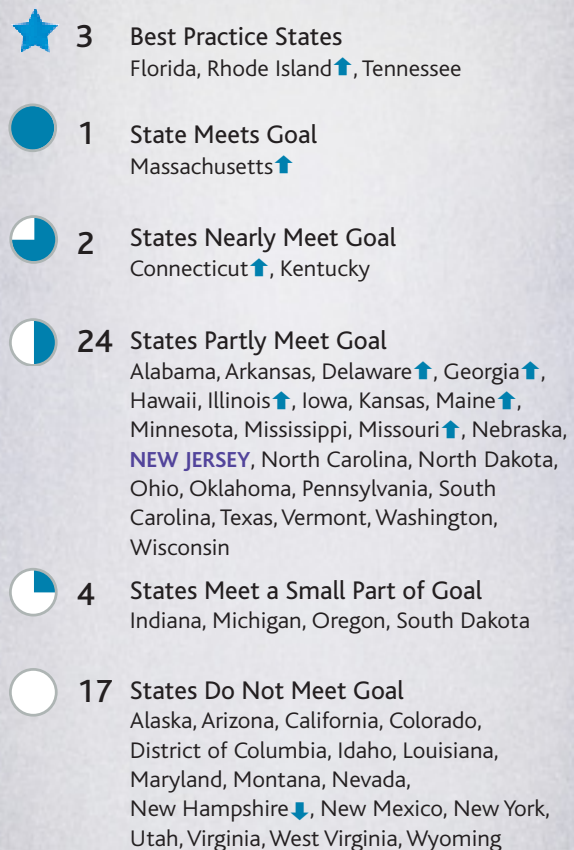 3 Best Practice States
Florida, Rhode Island⬆, Tennessee
1 State Meets Goal
Massachusetts⬆
2 States Nearly Meet Goal
Connecticut⬆, Kentucky
24 States Partly Meet Goal
Alabama, Arkansas, Delaware⬆, Georgia⬆,
Hawaii, Illinois⬆, Iowa, Kansas, Maine⬆,
Minnesota, Mississippi, Missouri⬆, Nebraska,
NEW JERSEY, North Carolina, North Dakota,
Ohio, Oklahoma, Pennsylvania, South
Carolina, Texas, Vermont, Washington,
Wisconsin
4 States Meet a Small Part of Goal
Indiana, Michigan, Oregon, South Dakota
17 States Do Not Meet Goal
Alaska, Arizona, California, Colorado,
District of Columbia, Idaho, Louisiana,
Maryland, Montana, Nevada,
New Hampshire⬇, New Mexico, New York,
Utah, Virginia, West Virginia, Wyoming